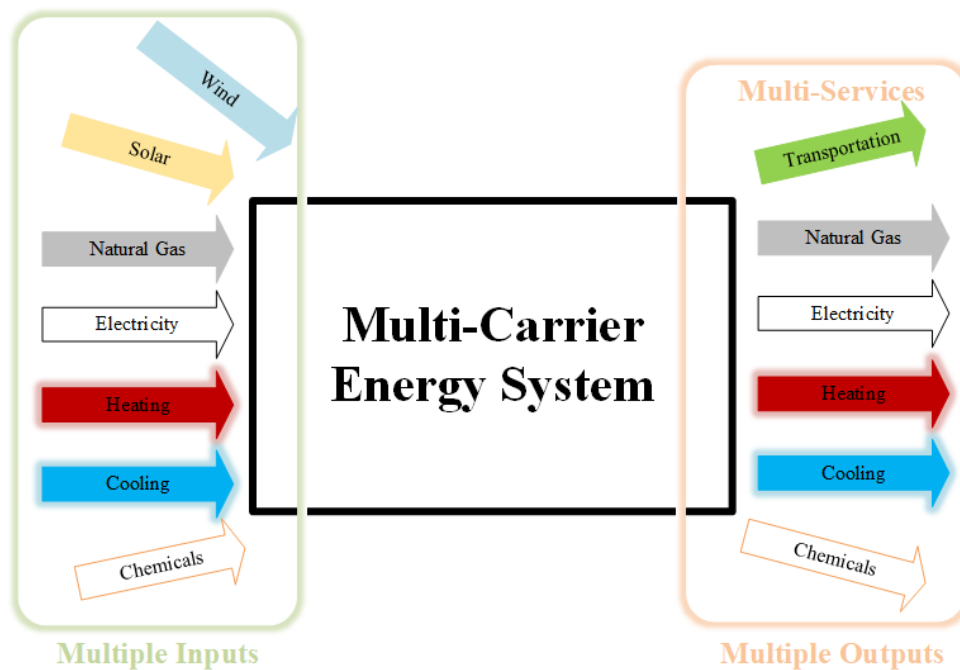 Wind
Solar
Natural Gas
Electricity
Heating
Cooling
Chemicals
Multiple Inputs
Multi-Carrier
Energy System
Multi-Services
Transportation
Natural Gas
Electricity
Heating
Cooling
Chemicals
Multiple Outputs